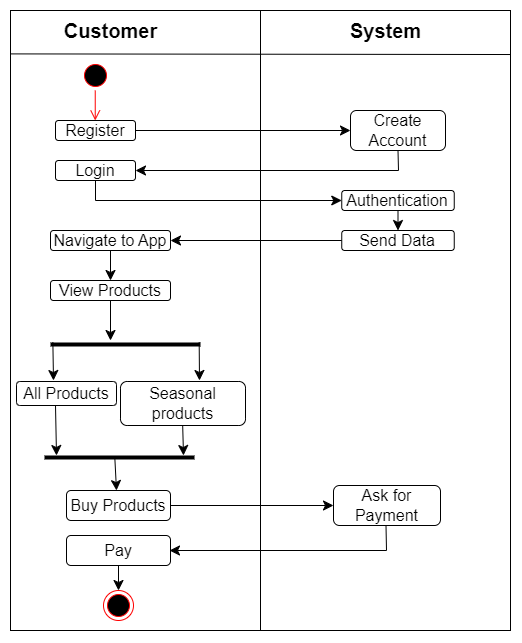 Customer
System
Register
Create
Account
Login
Authentication
Navigate to App
Send Data
View Products
All Products
Seasonal
products
Buy Products
Ask for
Payment
Pay